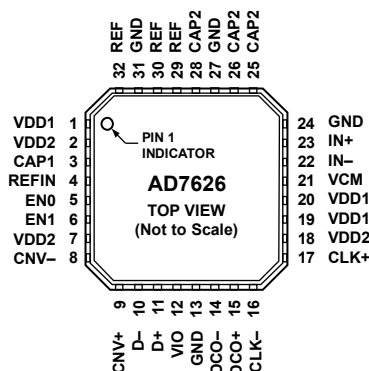 32 REF
31 GND
30 REF
29 REF
28 CAP2
27 GND
26 CAP2
25 CAP2
VDD1 1
VDD2 2
CAP1 3
REFIN 4
EN0 5
EN1 6
VDD2 7
CNV– 8
PIN 1
INDICATOR
AD7626
TOP VIEW
(Not to Scale)
24 GND
23 IN+
22 IN–
21 VCM
20 VDD1
19 VDD1
18 VDD2
17 CLK+
CNV+ 9
D– 10
D+ 11
VIO 12
GND 13
DCO– 14
DCO+ 15
CLK– 16